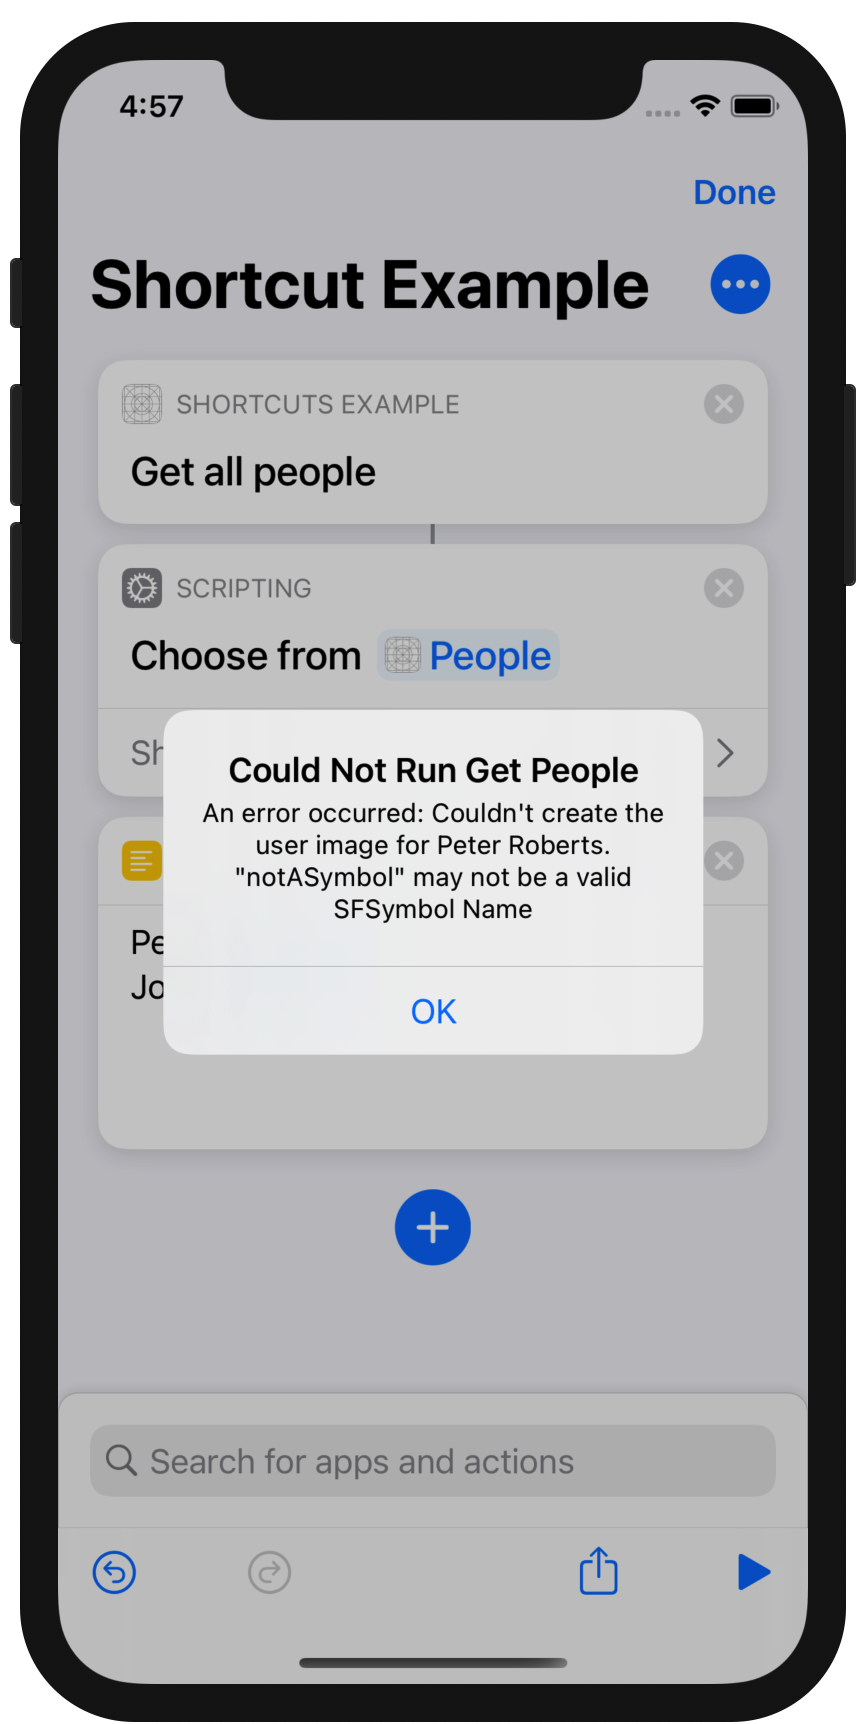 4:57
Done
Shortcut Example
SHORTCUTS EXAMPLE
Get all people
SCRIPTING
Choose from People
Sh
Could Not Run Get People
An error occurred: Couldn't create the
user image for Peter Roberts.
"notASymbol" may not be a valid
SFSymbol Name
Pe
Jo
OK
Search for apps and actions